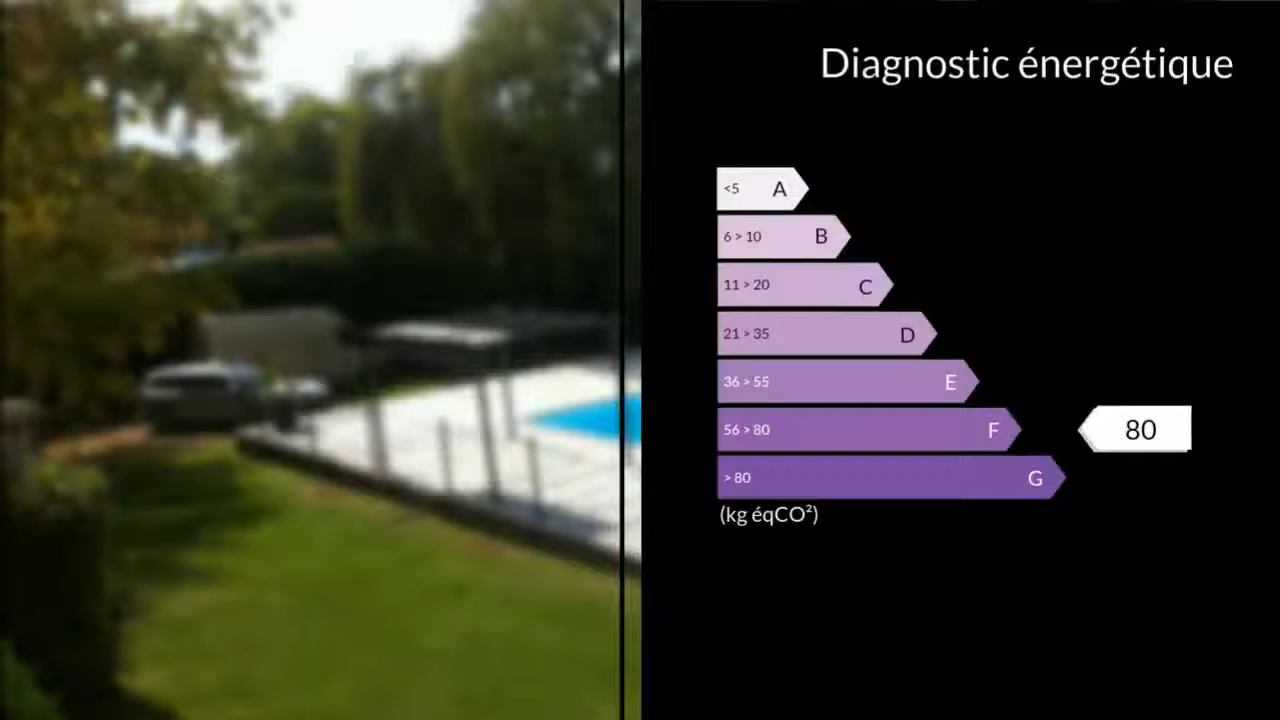 Diagnostic énergétique
<5 A
6 > 10 B
11 > 20 C
21 > 35 D
36 > 55 E
56 > 80 F
80
> 80 G
(kg éqCO²)